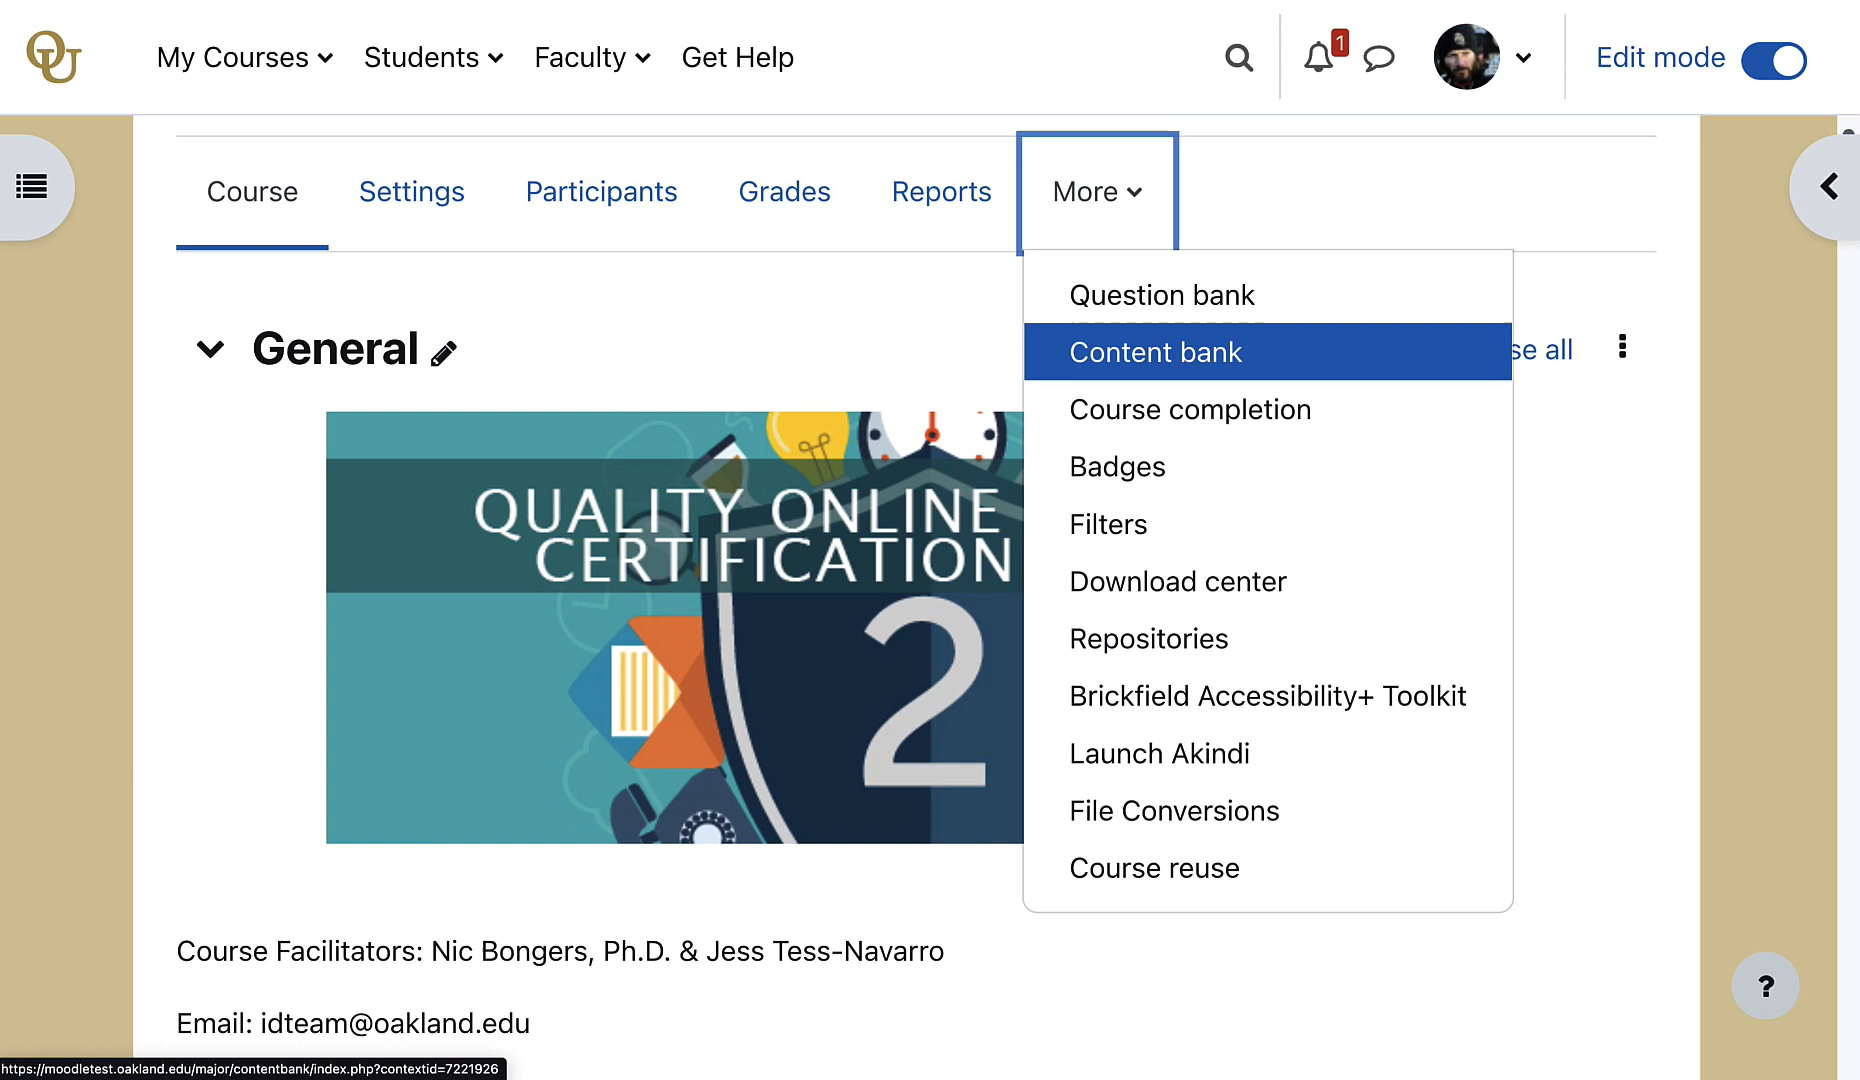 OU
My Courses Students Faculty Get Help
1
Edit mode
Course Settings Participants Grades Reports More
Question bank
General
Content bank
se all
Course completion
Badges
Filters
Download center
Repositories
Brickfield Accessibility+ Toolkit
Launch Akindi
File Conversions
Course reuse
QUALITY ONLINE
CERTIFICATION
2
Course Facilitators: Nic Bongers, Ph.D. & Jess Tess-Navarro
?
Email: idteam@oakland.edu
https://moodletest.oakland.edu/major/contentbank/index.php?contextid=7221926